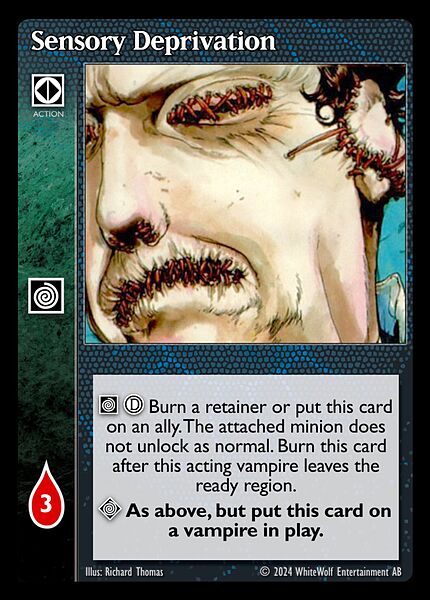 Sensory Deprivation
ACTION
D Burn a retainer or put this card
on an ally.The attached minion does
not unlock as normal. Burn this card
after this acting vampire leaves the
ready region.
As above, but put this card on
a vampire in play.
3
Illus: Richard Thomas © 2024 WhiteWolf Entertainment AB